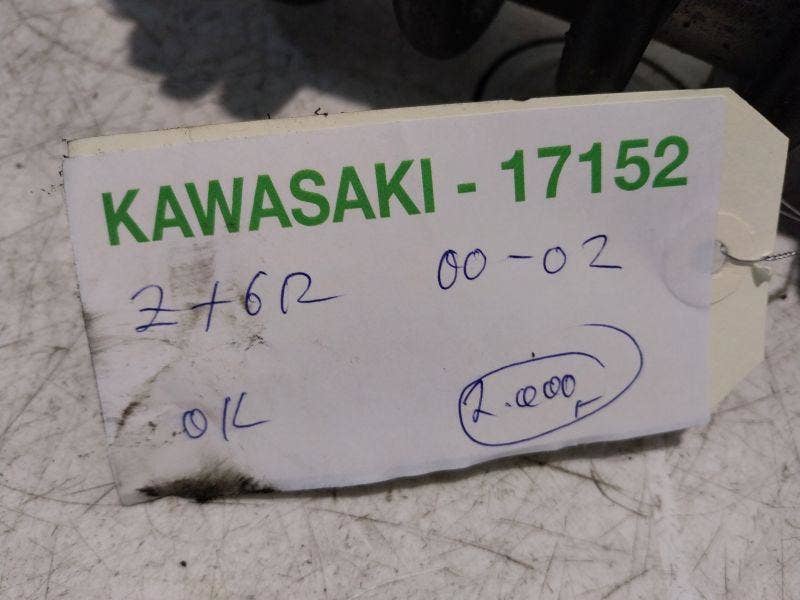 KAWASAKI - 17152
Z+6R 00-02
OK
2.000,-